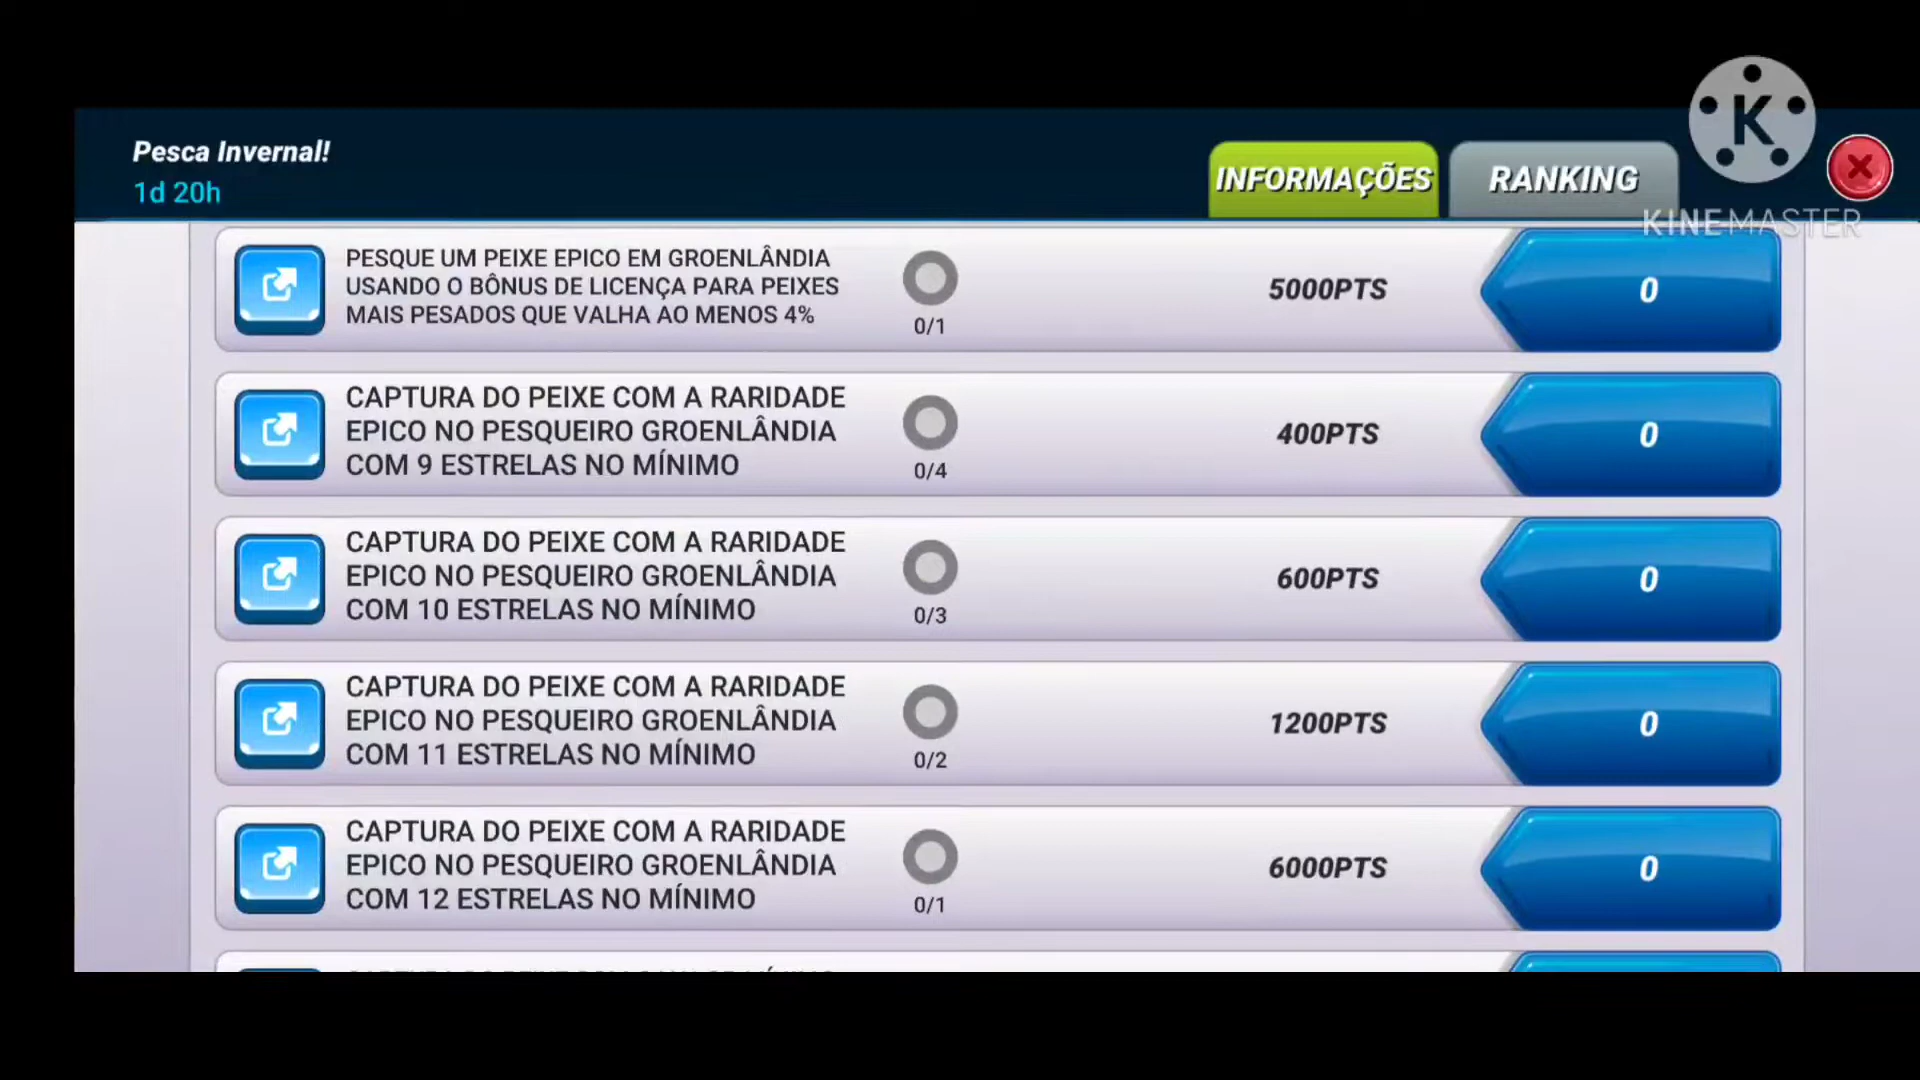 Pesca Invernal!
1d 20h
INFORMAÇÕES
RANKING
K
KINEMASTER
PESQUE UM PEIXE EPICO EM GROENLÂNDIA
USANDO O BÔNUS DE LICENÇA PARA PEIXES
MAIS PESADOS QUE VALHA AO MENOS 4%
0/1
5000PTS
0
CAPTURA DO PEIXE COM A RARIDADE
EPICO NO PESQUEIRO GROENLÂNDIA
COM 9 ESTRELAS NO MÍNIMO
0/4
400PTS
0
CAPTURA DO PEIXE COM A RARIDADE
EPICO NO PESQUEIRO GROENLÂNDIA
COM 10 ESTRELAS NO MÍNIMO
0/3
600PTS
0
CAPTURA DO PEIXE COM A RARIDADE
EPICO NO PESQUEIRO GROENLÂNDIA
COM 11 ESTRELAS NO MÍNIMO
0/2
1200PTS
0
CAPTURA DO PEIXE COM A RARIDADE
EPICO NO PESQUEIRO GROENLÂNDIA
COM 12 ESTRELAS NO MÍNIMO
0/1
6000PTS
0